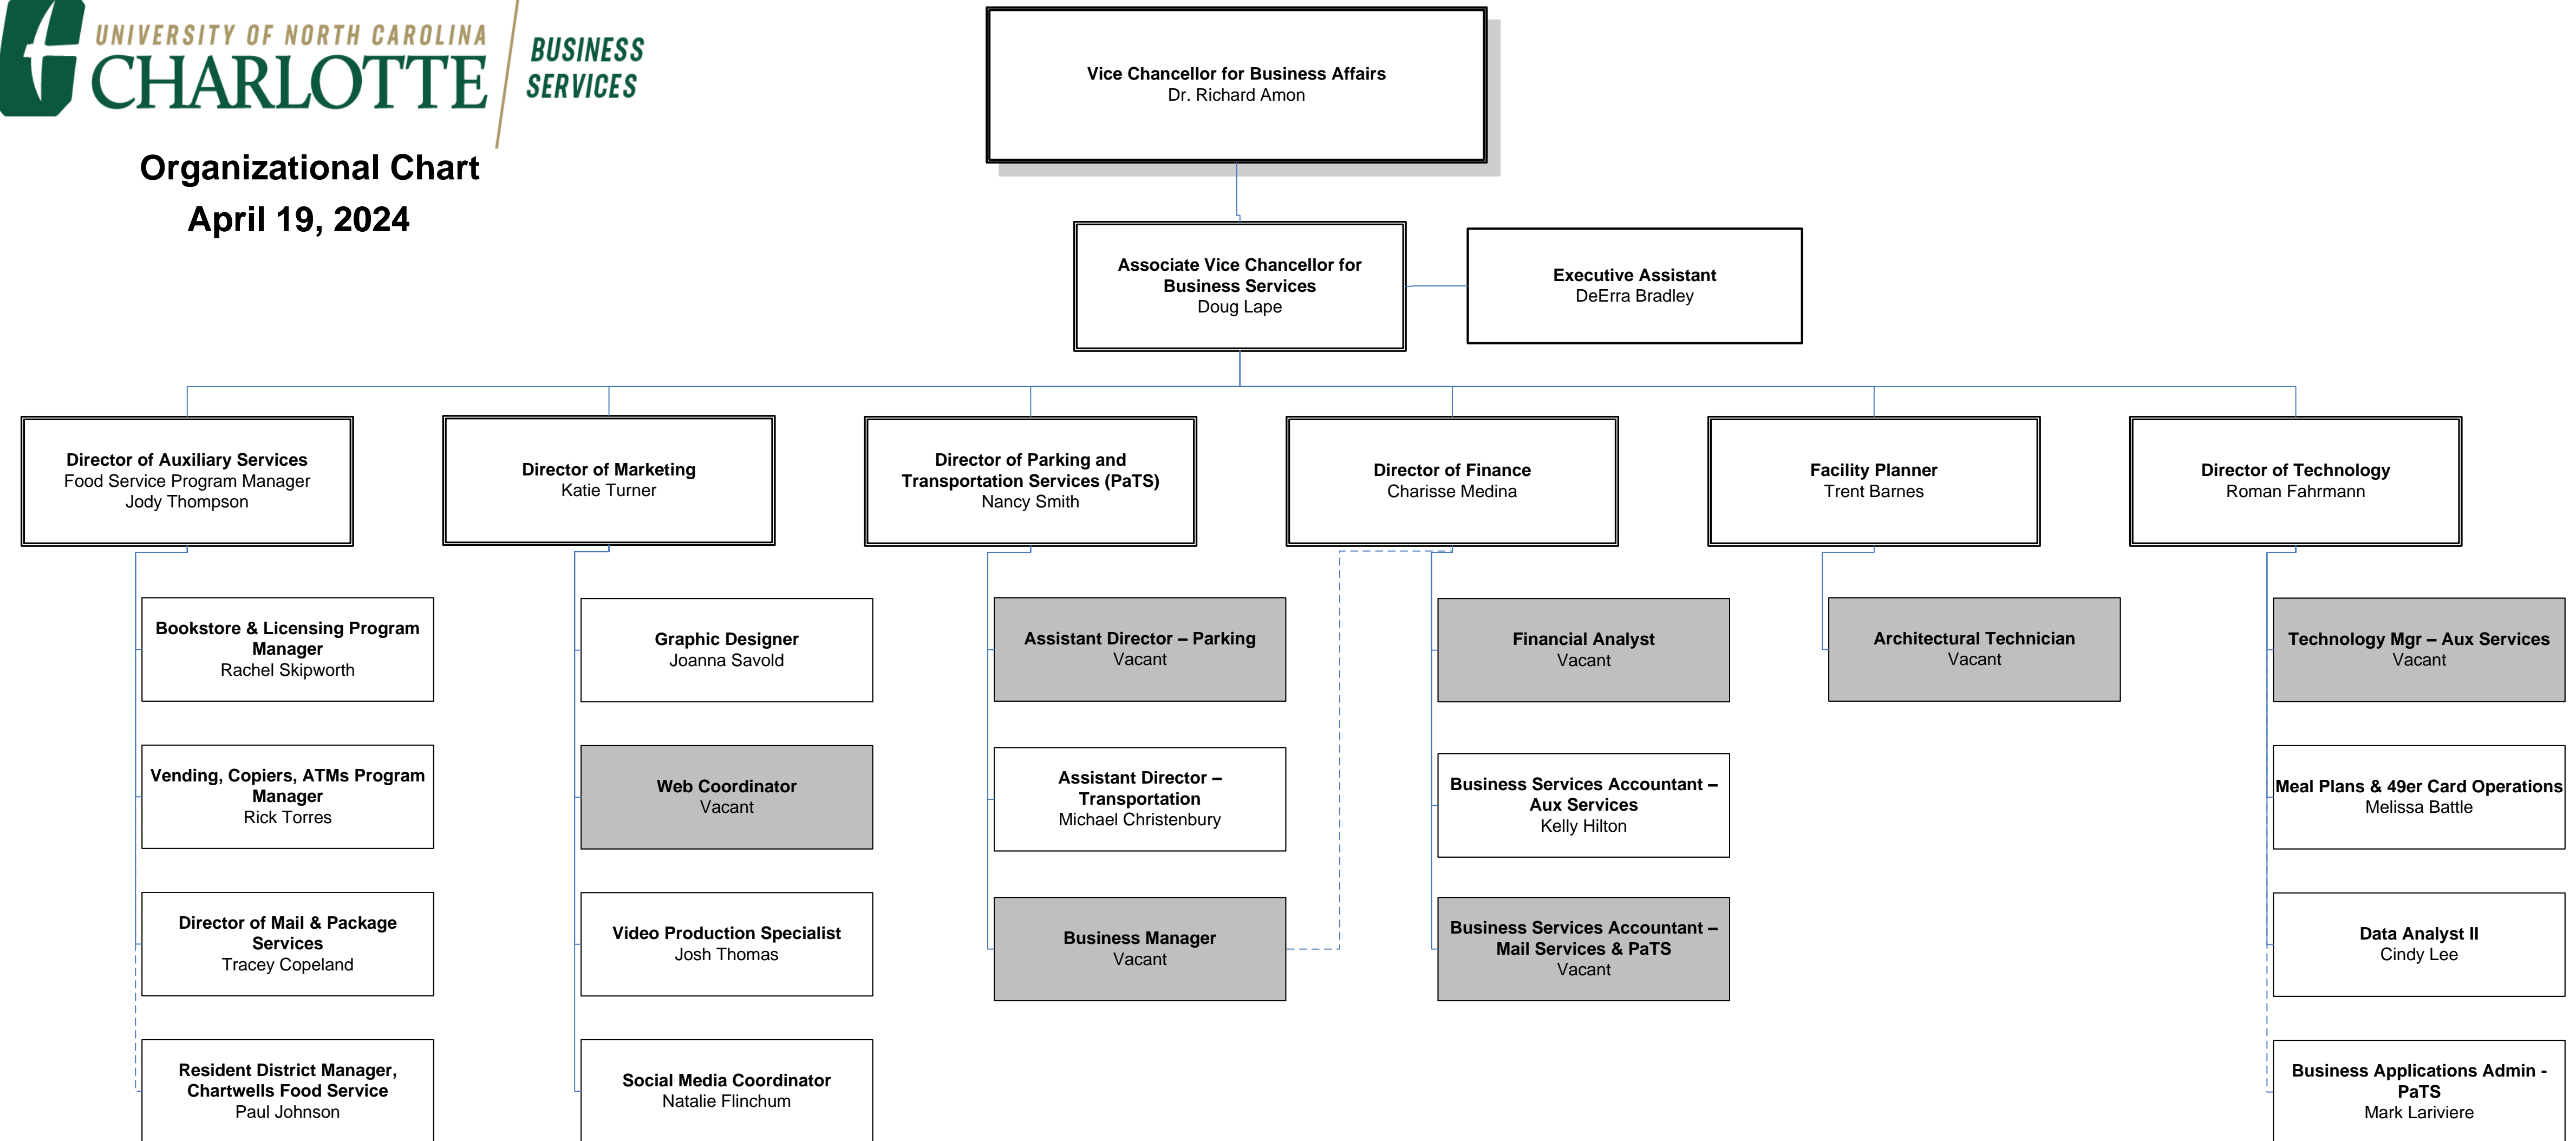 UNIVERSITY OF NORTH CAROLINA
CHARLOTTE
BUSINESS
SERVICES
Organizational Chart
April 19, 2024
Vice Chancellor for Business Affairs
Dr. Richard Amon
Associate Vice Chancellor for
Business Services
Doug Lape
Executive Assistant
DeErra Bradley
Director of Auxiliary Services
Food Service Program Manager
Jody Thompson
Director of Marketing
Katie Turner
Director of Parking and
Transportation Services (PaTS)
Nancy Smith
Director of Finance
Charisse Medina
Facility Planner
Trent Barnes
Director of Technology
Roman Fahrmann
Bookstore & Licensing Program
Manager
Rachel Skipworth
Graphic Designer
Joanna Savold
Assistant Director – Parking
Vacant
Financial Analyst
Vacant
Architectural Technician
Vacant
Technology Mgr – Aux Services
Vacant
Vending, Copiers, ATMs Program
Manager
Rick Torres
Web Coordinator
Vacant
Assistant Director –
Transportation
Michael Christenbury
Business Services Accountant –
Aux Services
Kelly Hilton
Meal Plans & 49er Card Operations
Melissa Battle
Director of Mail & Package
Services
Tracey Copeland
Video Production Specialist
Josh Thomas
Business Manager
Vacant
Business Services Accountant –
Mail Services & PaTS
Vacant
Data Analyst II
Cindy Lee
Resident District Manager,
Chartwells Food Service
Paul Johnson
Social Media Coordinator
Natalie Flinchum
Business Applications Admin -
PaTS
Mark Lariviere